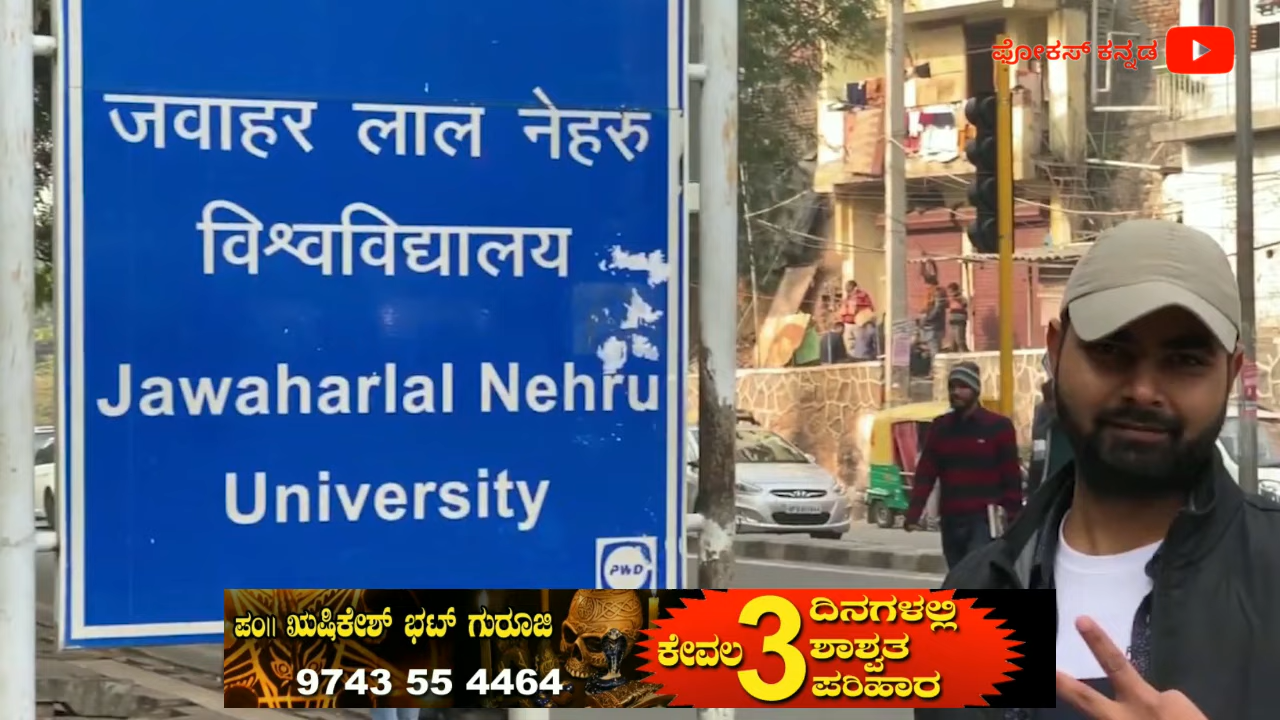 ಫೋಕಸ್ ಕನ್ನಡ
जवाहर लाल नेहरु
विश्वविद्यालय
Jawaharlal Nehru
University
PWD
ಪಂ।। ಋಷಿಕೇಶ್ ಭಟ್ ಗುರೂಜಿ
9743 55 4464
ಕೇವಲ 3 ದಿನಗಳಲ್ಲಿ
ಶಾಶ್ವತ
ಪರಿಹಾರ